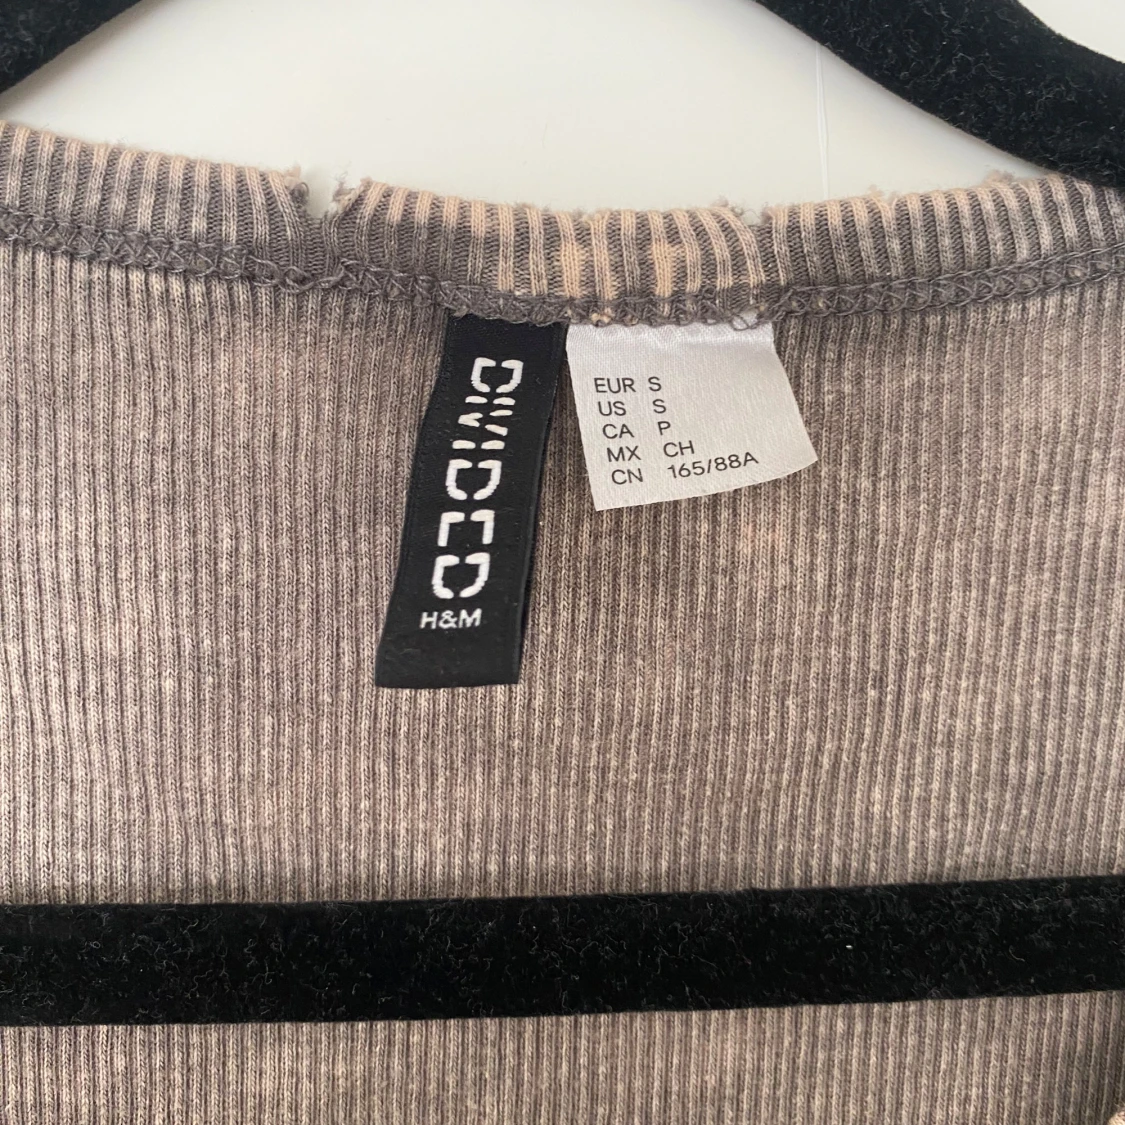 DIVIDED
H&M
EUR S
US S
CA P
MX CH
CN 165/88A